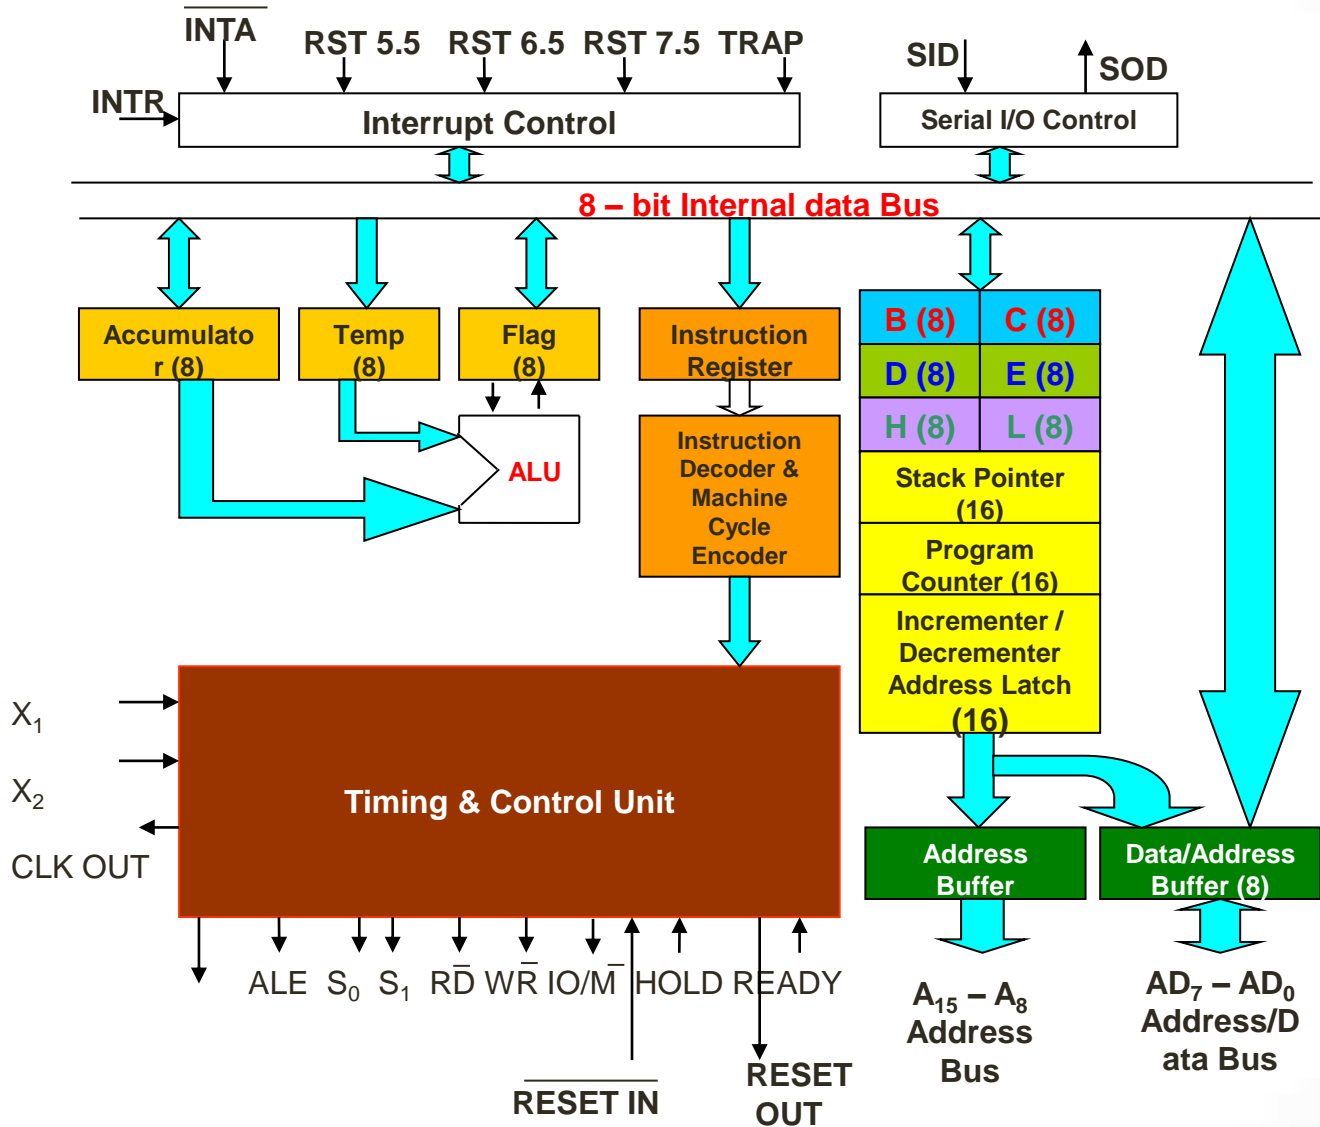 INTA
RST 5.5 RST 6.5 RST 7.5 TRAP
SID
SOD
INTR
Interrupt Control
Serial I/O Control
8 – bit Internal data Bus
Accumulato
r (8)
Temp
(8)
Flag
(8)
Instruction
Register
B (8)
C (8)
D (8)
E (8)
H (8)
L (8)
ALU
Instruction
Decoder &
Machine
Cycle
Encoder
Stack Pointer
(16)
Program
Counter (16)
Incrementer /
Decrementer
Address Latch
(16)
X1
X2
CLK OUT
Timing & Control Unit
Address
Buffer
Data/Address
Buffer (8)
ALE S0 S1 RD WR IO/M HOLD READY
A15 – A8
Address
Bus
AD7 – AD0
Address/D
ata Bus
RESET IN
RESET
OUT